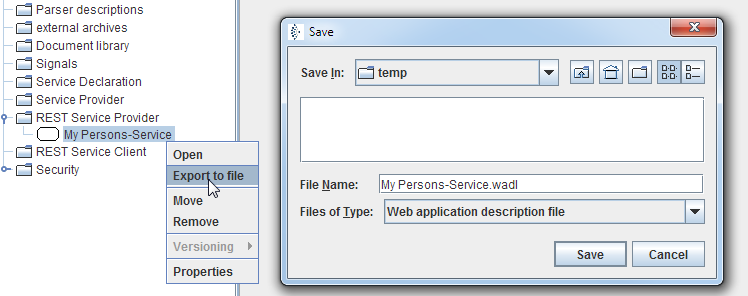 Parser descriptions
external archives
Document library
Signals
Service Declaration
Service Provider
REST Service Provider
My Persons-Service
REST Service Client
Security
Open
Export to file
Move
Remove
Versioning
Properties
Save
Save In: temp
File Name: My Persons-Service.wadl
Files of Type: Web application description file
Save Cancel